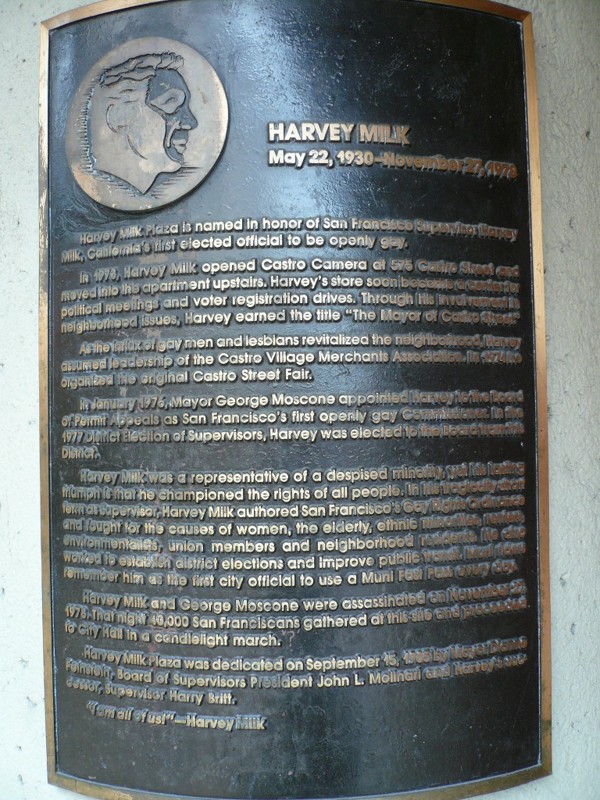 HARVEY MILK
May 22, 1930–November 27, 1978
Harvey Milk Plaza is named in honor of San Francisco Supervisor Harvey
Milk, California's first elected official to be openly gay.
In 1973, Harvey Milk opened Castro Camera at 575 Castro Street and
moved into the apartment upstairs. Harvey's store soon became a center for
political meetings and voter registration drives. Through his involvement in
neighborhood issues, Harvey earned the title "The Mayor of Castro Street."
As the influx of gay men and lesbians revitalized the neighborhood, Harvey
assumed leadership of the Castro Village Merchants Association. In 1974 he
organized the original Castro Street Fair.
In January 1976, Mayor George Moscone appointed Harvey to the Board
of Permit Appeals as San Francisco's first openly gay Commissioner. In the
1977 District Election of Supervisors, Harvey was elected to the Board from
District
Harvey Milk was a representative of a despised minority, yet his lasting
triumph is that he championed the rights of all people. In his tragically short
term as Supervisor, Harvey Milk authored San Francisco's Gay Rights Ordinance
and fought for the causes of women, the elderly, ethnic minorities,
environmentalists, union members and neighborhood residents. He also
worked to establish district elections and improve public transit. Muni riders
remember him as the first city official to use a Muni Fast Pass every day.
Harvey Milk and George Moscone were assassinated on November 27,
1978. That night 40,000 San Franciscans gathered at this site and proceeded
to City Hall in a candlelight march.
Harvey Milk Plaza was dedicated on September 15, 1985 by Mayor Dianne
Feinstein, Board of Supervisors President John L. Molinari and Harvey's suc-
cessor, Supervisor Harry Britt.
"I am all of us!"—Harvey Milk